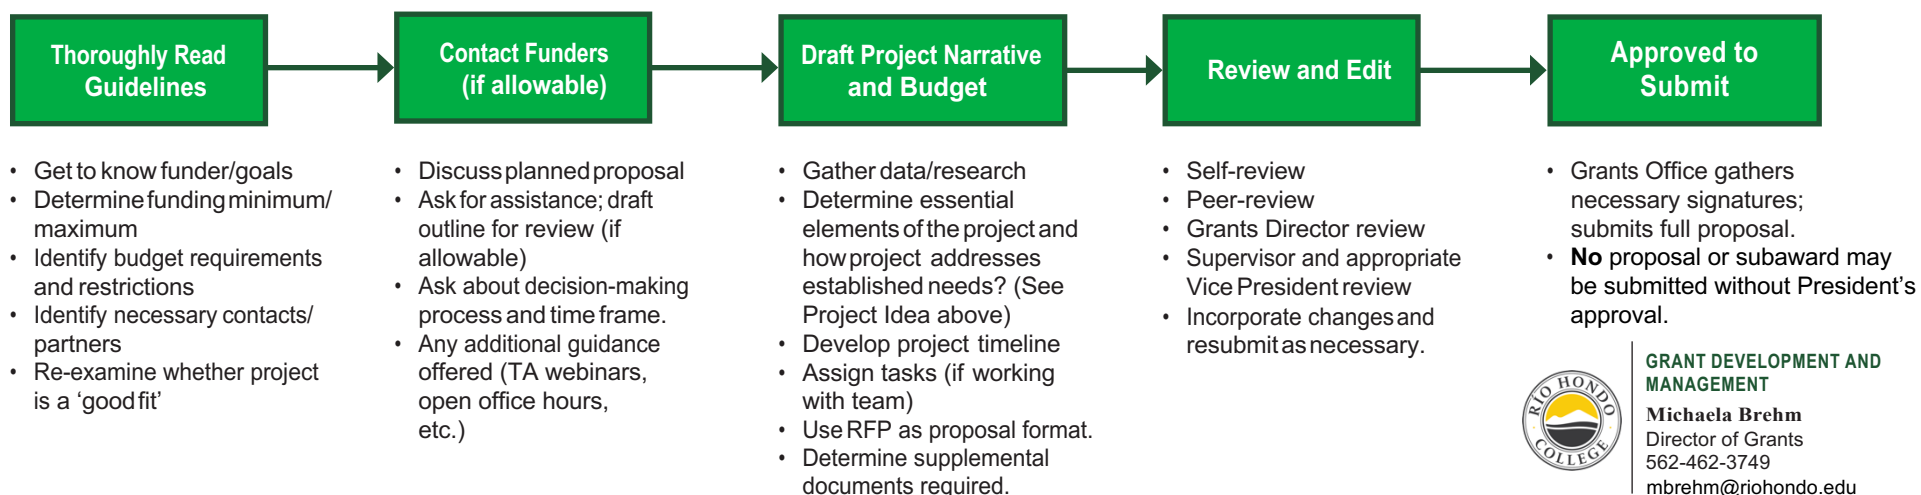 Thoroughly Read
Guidelines
Contact Funders
(if allowable)
Draft Project Narrative
and Budget
Review and Edit
Approved to
Submit
• Get to know funder/goals
• Determine funding minimum/
maximum
• Identify budget requirements
and restrictions
• Identify necessary contacts/
partners
• Re-examine whether project
is a ‘good fit’
• Discuss planned proposal
• Ask for assistance; draft
outline for review (if
allowable)
• Ask about decision-making
process and time frame.
• Any additional guidance
offered (TA webinars,
open office hours,
etc.)
• Gather data/research
• Determine essential
elements of the project and
how project addresses
established needs? (See
Project Idea above)
• Develop project timeline
• Assign tasks (if working
with team)
• Use RFP as proposal format.
• Determine supplemental
documents required.
• Self-review
• Peer-review
• Grants Director review
• Supervisor and appropriate
Vice President review
• Incorporate changes and
resubmit as necessary.
• Grants Office gathers
necessary signatures;
submits full proposal.
• No proposal or subaward may
be submitted without President’s
approval.
RÍO HONDO
COLLEGE
GRANT DEVELOPMENT AND
MANAGEMENT
Michaela Brehm
Director of Grants
562-462-3749
mbrehm@riohondo.edu